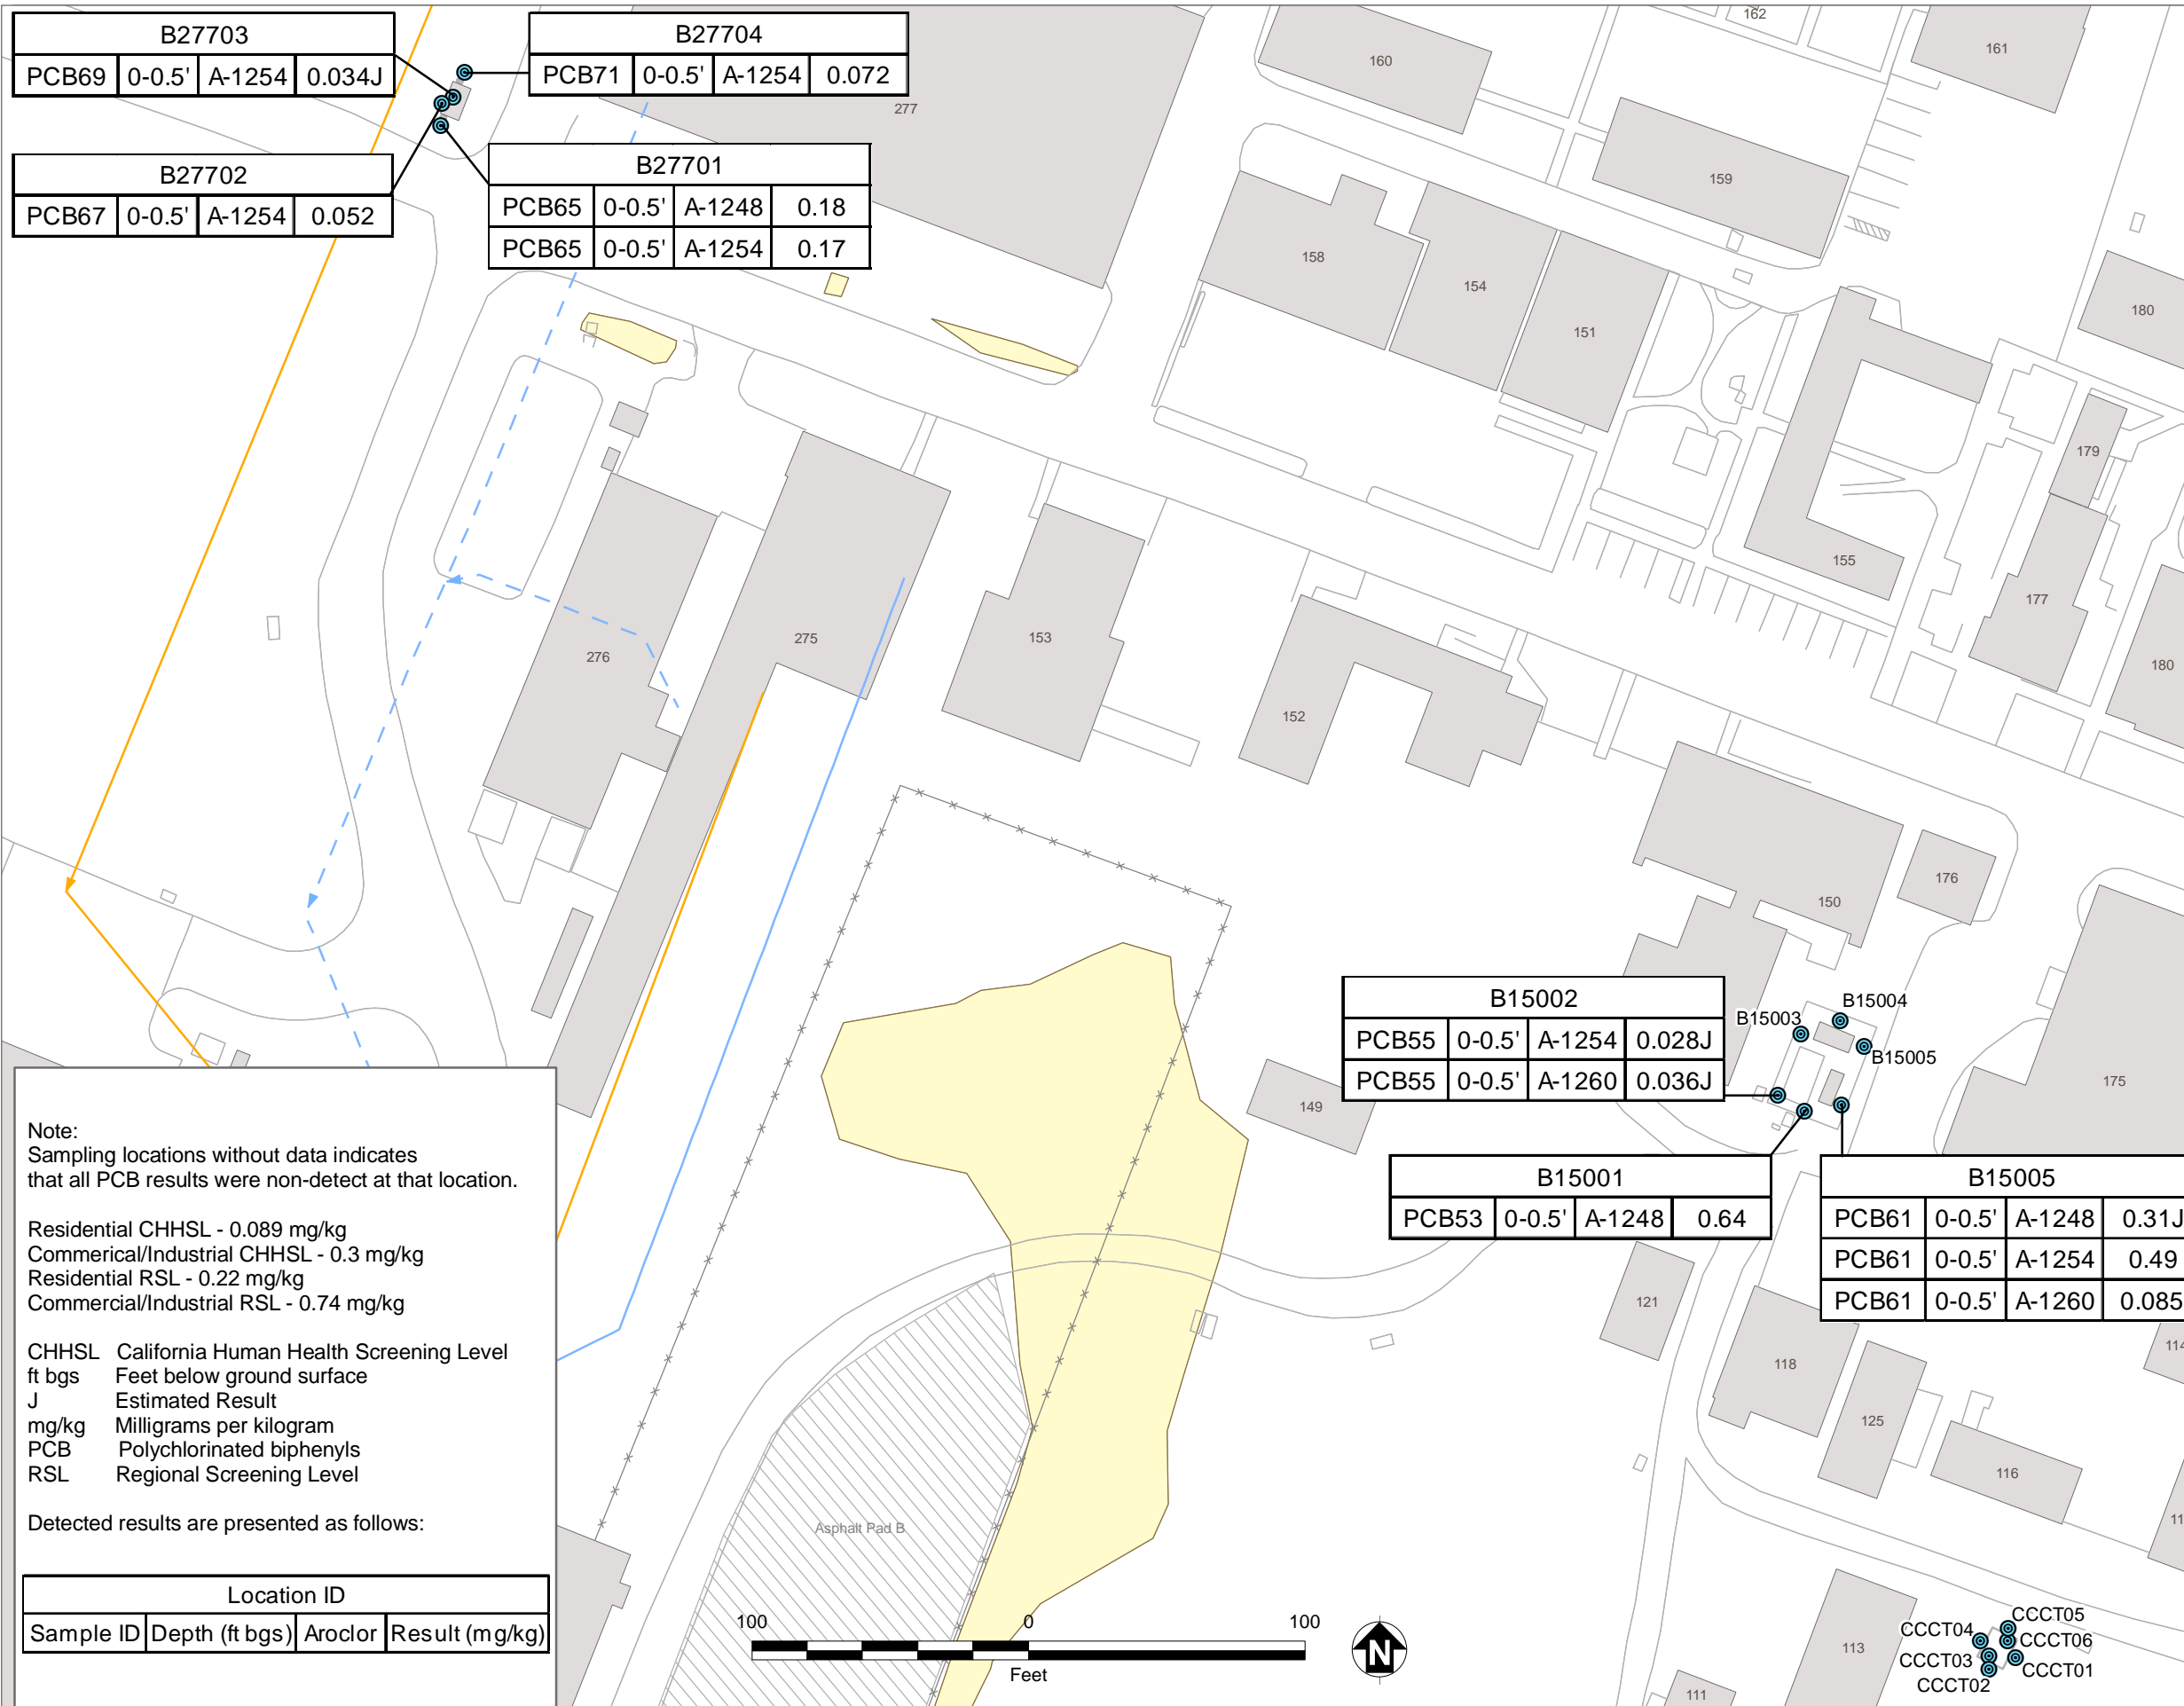 B27703
PCB69 0-0.5' A-1254 0.034J
B27704
PCB71 0-0.5' A-1254 0.072
B27702
PCB67 0-0.5' A-1254 0.052
B27701
PCB65 0-0.5' A-1248 0.18
PCB65 0-0.5' A-1254 0.17
277
160
162
161
159
158
154
151
180
179
155
177
180
276
275
153
152
150
176
175
149
B15002
PCB55 0-0.5' A-1254 0.028J
PCB55 0-0.5' A-1260 0.036J
B15003
B15004
B15005
B15001
PCB53 0-0.5' A-1248 0.64
B15005
PCB61 0-0.5' A-1248 0.31J
PCB61 0-0.5' A-1254 0.49
PCB61 0-0.5' A-1260 0.085
121
118
125
116
114
11
113
111
Asphalt Pad B
CCCT05
CCCT04
CCCT06
CCCT03
CCCT01
CCCT02
Note:
Sampling locations without data indicates
that all PCB results were non-detect at that location.
Residential CHHSL - 0.089 mg/kg
Commerical/Industrial CHHSL - 0.3 mg/kg
Residential RSL - 0.22 mg/kg
Commercial/Industrial RSL - 0.74 mg/kg
CHHSL California Human Health Screening Level
ft bgs Feet below ground surface
J Estimated Result
mg/kg Milligrams per kilogram
PCB Polychlorinated biphenyls
RSL Regional Screening Level
Detected results are presented as follows:
Location ID
Sample ID Depth (ft bgs) Aroclor Result (mg/kg)
100 0 100
Feet
N